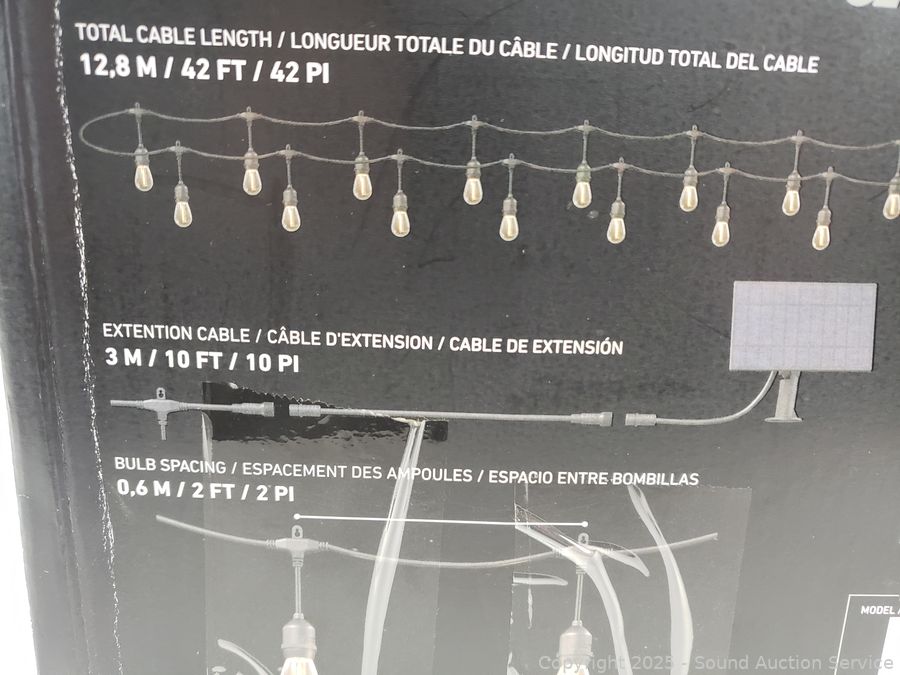 TOTAL CABLE LENGTH / LONGUEUR TOTALE DU CÂBLE / LONGITUD TOTAL DEL CABLE
12,8 M / 42 FT / 42 PI
EXTENTION CABLE / CÂBLE D'EXTENSION / CABLE DE EXTENSIÓN
3 M / 10 FT / 10 PI
BULB SPACING / ESPACEMENT DES AMPOULES / ESPACIO ENTRE BOMBILLAS
0,6 M / 2 FT / 2 PI
MODEL
Copyright 2025 - Sound Auction Service